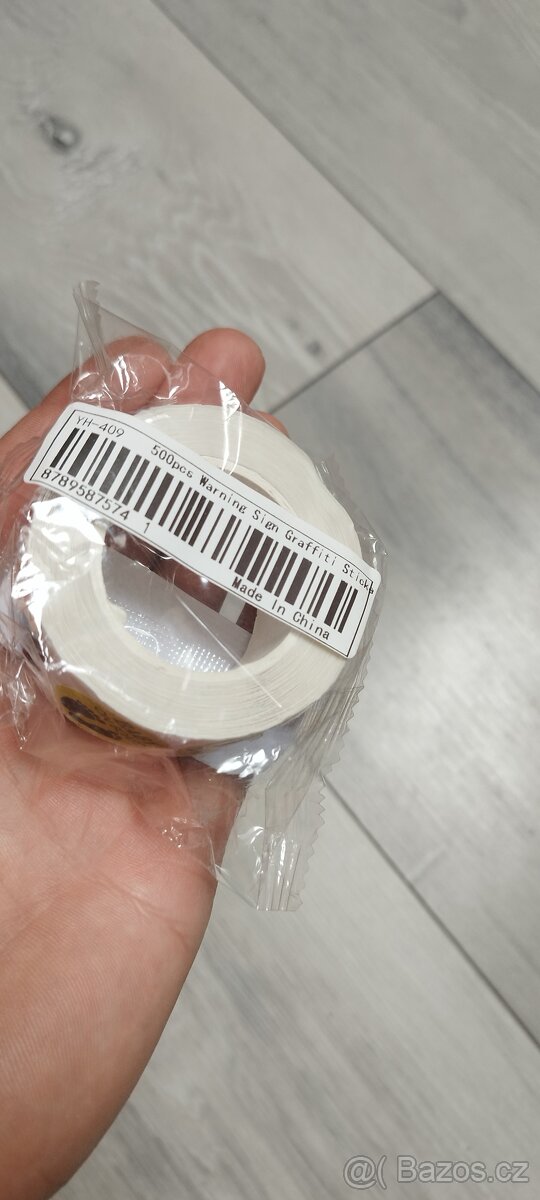 YH-409 500pcs Warning Sign Graffiti Sticke
8789587574 1
Made In China
@( Bazos.cz